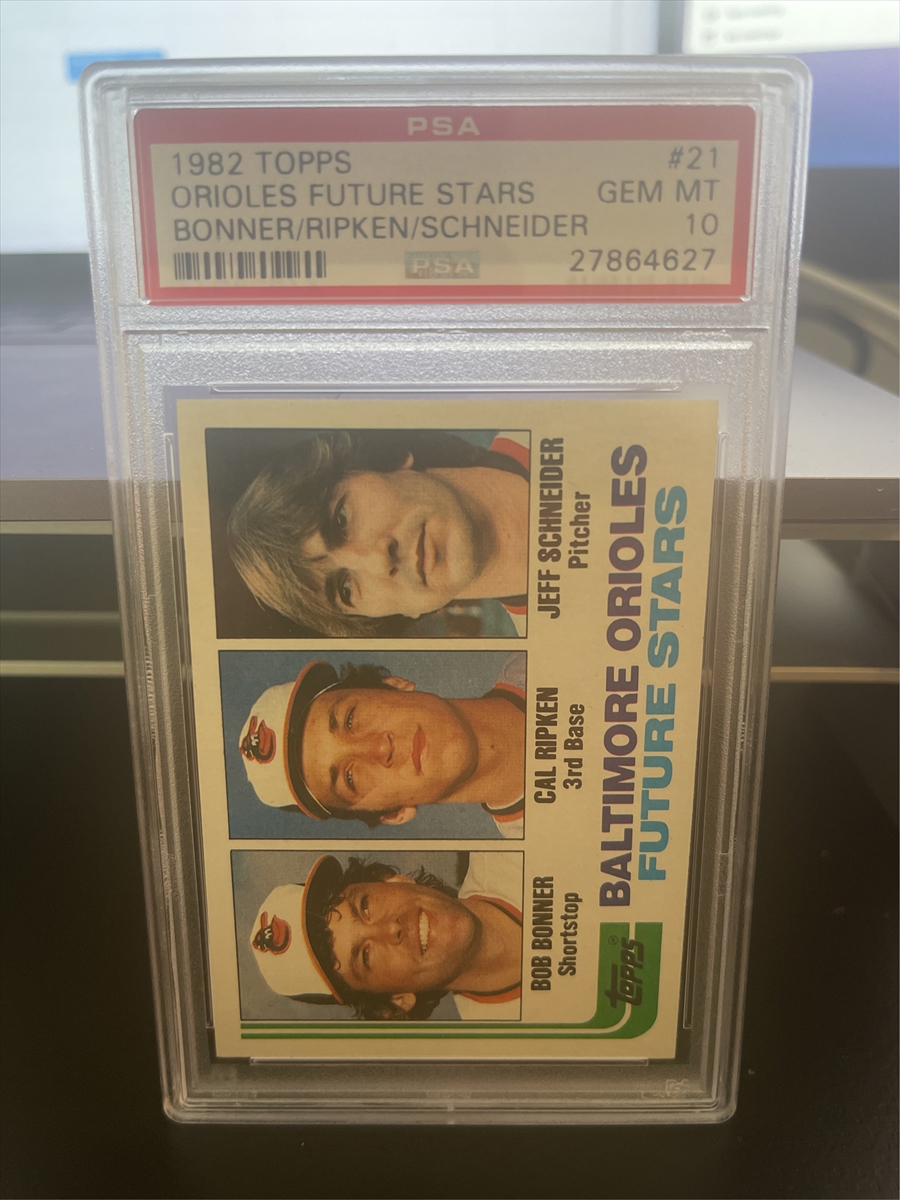 PSA
1982 TOPPS #21
ORIOLES FUTURE STARS GEM MT
BONNER/RIPKEN/SCHNEIDER 10
PSA 27864627
BOB BONNER
Shortstop
CAL RIPKEN
3rd Base
JEFF SCHNEIDER
Pitcher
TOPPS®
BALTIMORE ORIOLES
FUTURE STARS